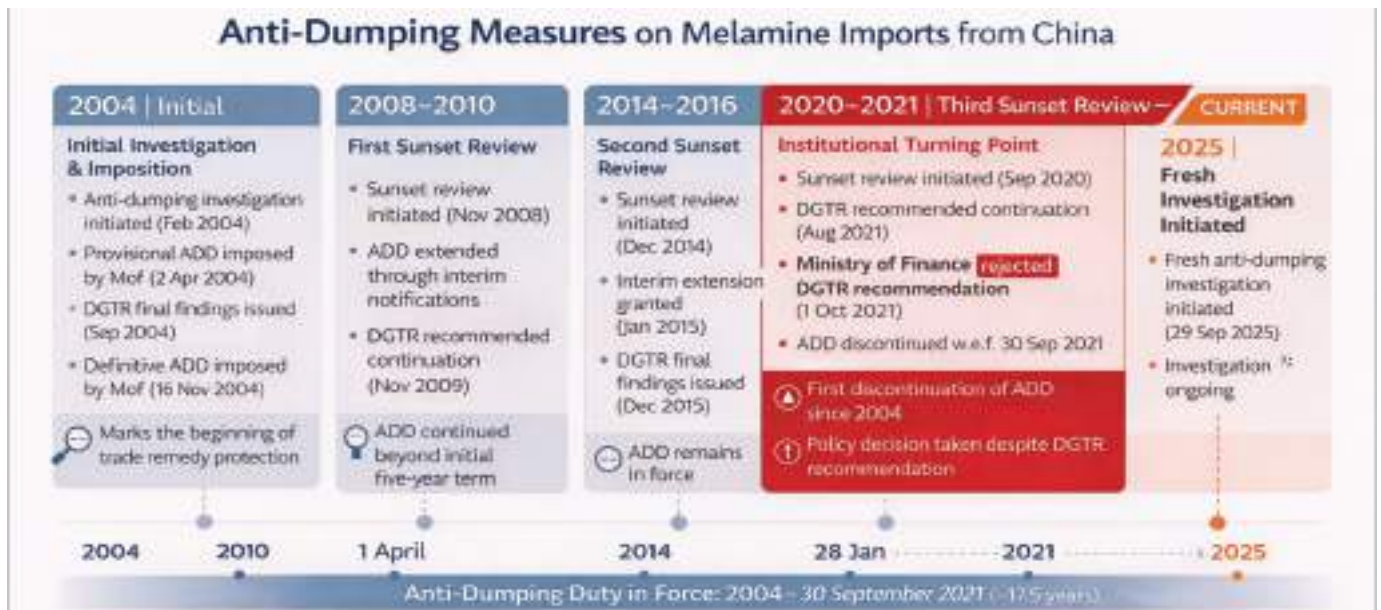 Anti-Dumping Measures on Melamine Imports from China
2004 | Initial
Initial Investigation
& Imposition
• Anti-dumping investigation
initiated (Feb 2004)
• Provisional ADD imposed
by Mof (2 Apr 2004)
• DGTR final findings issued
(Sep 2004)
• Definitive ADD imposed
by Mof (16 Nov 2004)
Marks the beginning of
trade remedy protection
2008–2010
First Sunset Review
• Sunset review
initiated (Nov 2008)
• ADD extended
through interim
notifications
• DGTR recommended
continuation
(Nov 2009)
ADD continued
beyond initial
five-year term
2014–2016
Second Sunset
Review
• Sunset review
initiated
(Dec 2014)
• Interim extension
granted
(Jan 2015)
• DGTR final
findings issued
(Dec 2015)
ADD remains
in force
2020–2021 | Third Sunset Review –
Institutional Turning Point
• Sunset review initiated (Sep 2020)
• DGTR recommended continuation
(Aug 2021)
• Ministry of Finance rejected
DGTR recommendation
(1 Oct 2021)
• ADD discontinued w.e.f. 30 Sep 2021
First discontinuation of ADD
since 2004
Policy decision taken despite DGTR
recommendation
CURRENT
2025 |
Fresh
Investigation
Initiated
• Fresh anti-dumping
investigation
initiated
(29 Sep 2025)
• Investigation
ongoing
2004 2010 1 April 2014 28 Jan 2021 2025
Anti-Dumping Duty in Force: 2004 – 30 September 2021 (~17.5 years)